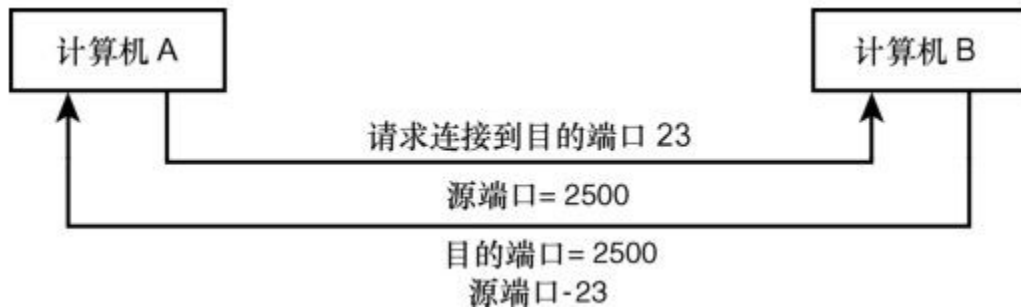 计算机 A
计算机 B
请求连接到目的端口 23
源端口= 2500
目的端口= 2500
源端口-23